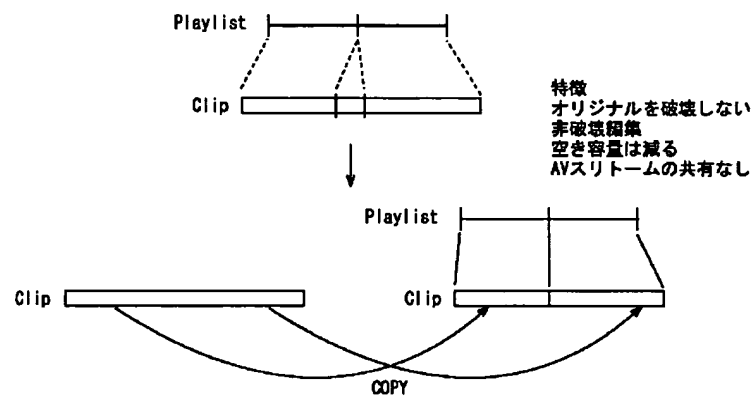 Playlist
Clip
特徴
オリジナルを破壊しない
非破壊編集
空き容量は減る
AVスリトームの共有なし
Playlist
Clip
Clip
COPY